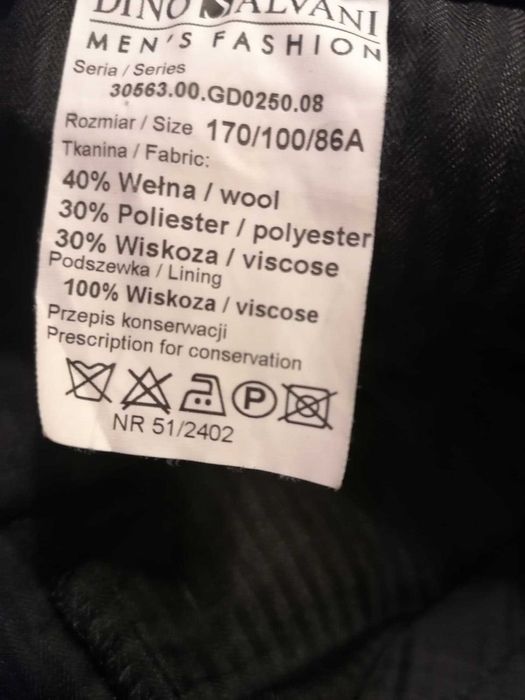 DINO SALVANI
MEN'S FASHION
Seria / Series
30563.00.GD0250.08
Rozmiar / Size 170/100/86A
Tkanina / Fabric:
40% Wełna / wool
30% Poliester / polyester
30% Wiskoza / viscose
Podszewka / Lining
100% Wiskoza / viscose
Przepis konserwacji
Prescription for conservation
P
NR 51/2402